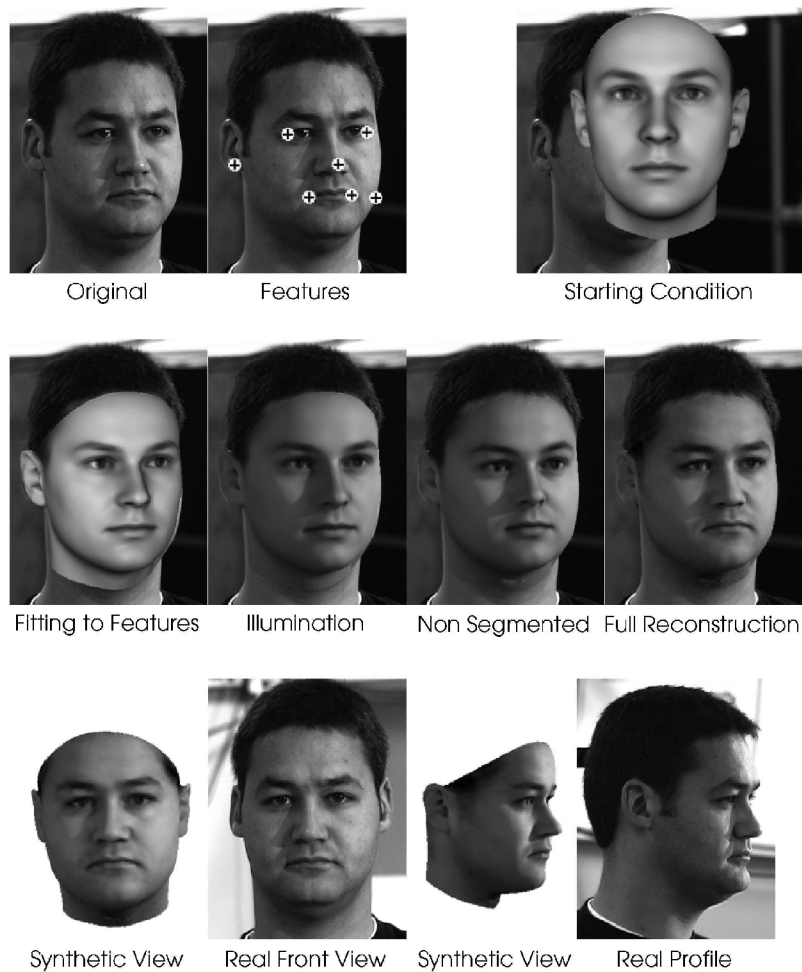 Original
Features
Starting Condition
Fitting to Features
Illumination
Non Segmented
Full Reconstruction
Synthetic View
Real Front View
Synthetic View
Real Profile